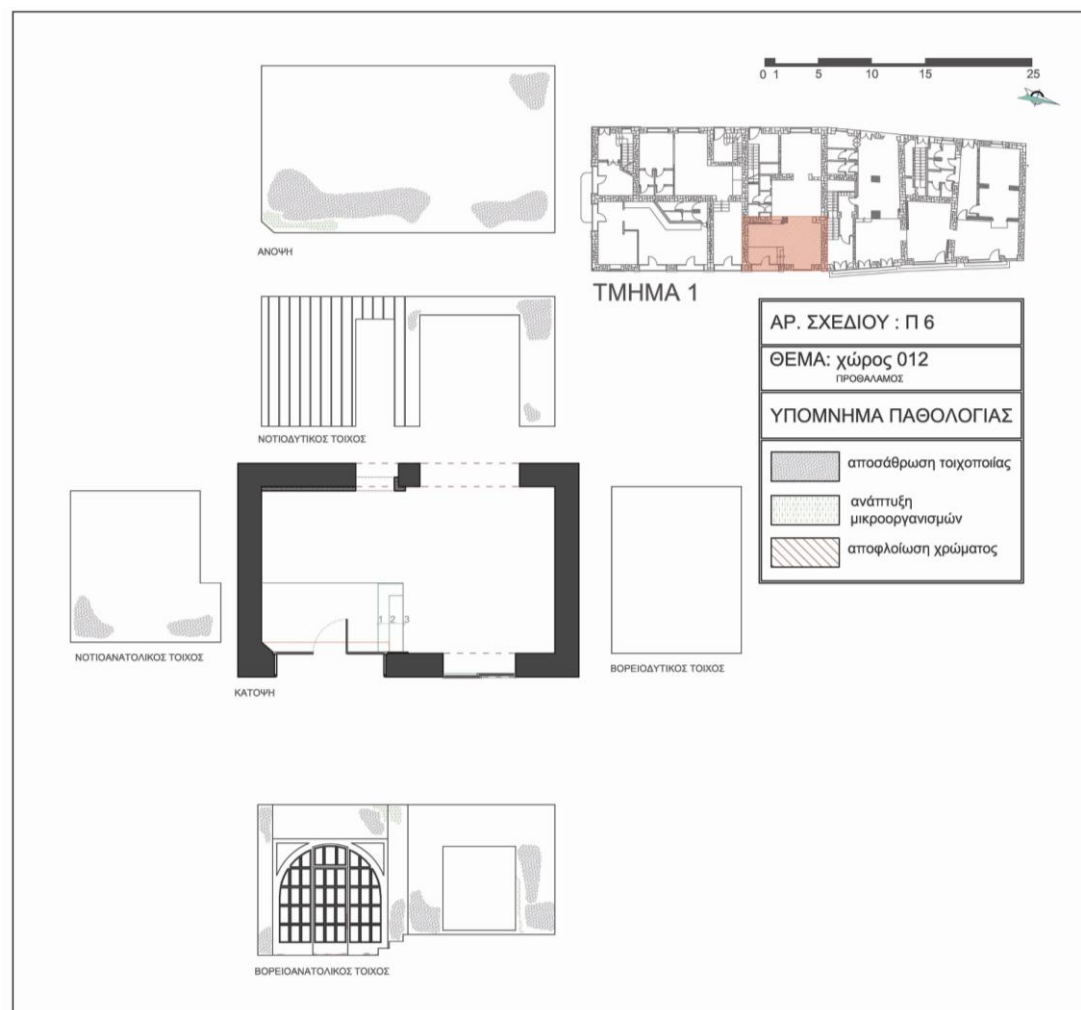 0 1 5 10 15 25
ΑΝΟΨΗ
ΤΜΗΜΑ 1
ΑΡ. ΣΧΕΔΙΟΥ : Π 6
ΘΕΜΑ: χώρος 012
ΠΡΟΘΑΛΑΜΟΣ
ΥΠΟΜΝΗΜΑ ΠΑΘΟΛΟΓΙΑΣ
αποσάθρωση τοιχοποιίας
ανάπτυξη
μικροοργανισμών
αποφλοίωση χρώματος
ΝΟΤΙΟΔΥΤΙΚΟΣ ΤΟΙΧΟΣ
1 2 3
ΝΟΤΙΟΑΝΑΤΟΛΙΚΟΣ ΤΟΙΧΟΣ
ΒΟΡΕΙΟΔΥΤΙΚΟΣ ΤΟΙΧΟΣ
ΚΑΤΟΨΗ
ΒΟΡΕΙΟΑΝΑΤΟΛΙΚΟΣ ΤΟΙΧΟΣ